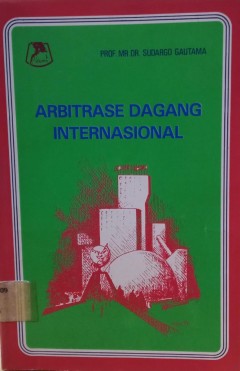 PROF. MR. DR. SUDARGO GAUTAMA
ARBITRASE DAGANG
INTERNASIONAL